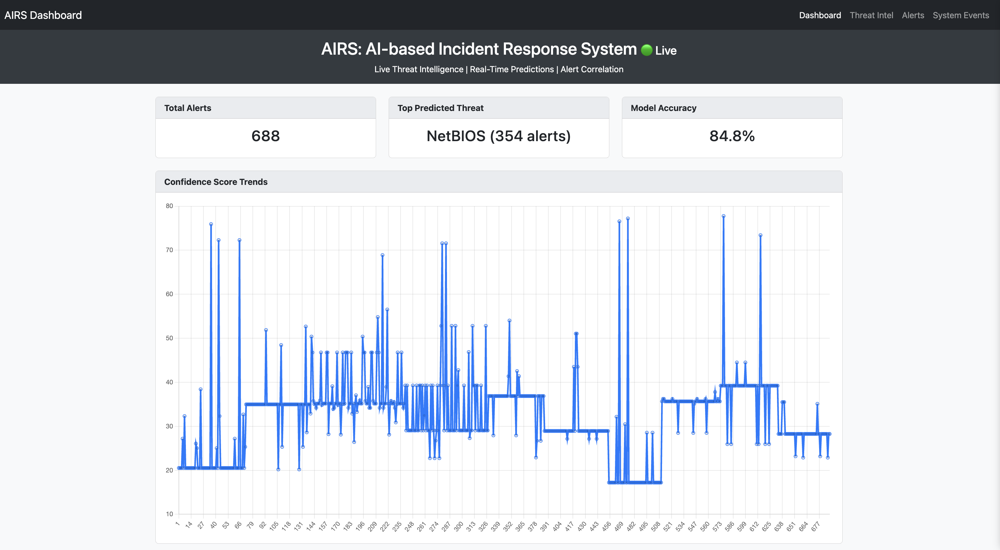 AIRS Dashboard
Dashboard Threat Intel Alerts System Events
AIRS: AI-based Incident Response System Live
Live Threat Intelligence | Real-Time Predictions | Alert Correlation
Total Alerts
688
Top Predicted Threat
NetBIOS (354 alerts)
Model Accuracy
84.8%
Confidence Score Trends
80
70
60
50
40
30
20
10
1 14 27 40 53 66 79 92 105 118 131 144 157 170 183 196 209 222 235 248 261 274 287 300 313 326 339 352 365 378 391 404 417 430 443 456 469 482 495 508 521 534 547 560 573 586 599 612 625 638 651 664 677